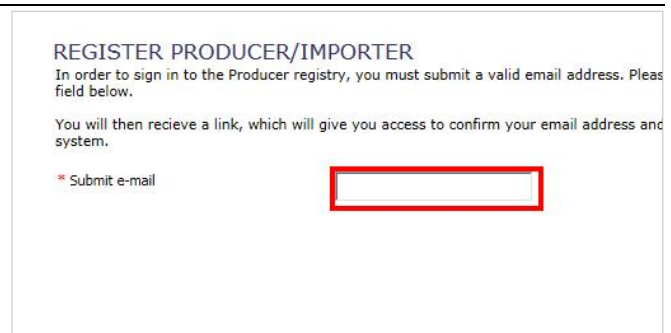 REGISTER PRODUCER/IMPORTER
In order to sign in to the Producer registry, you must submit a valid email address. Pleas
field below.
You will then recieve a link, which will give you access to confirm your email address and
system.
* Submit e-mail